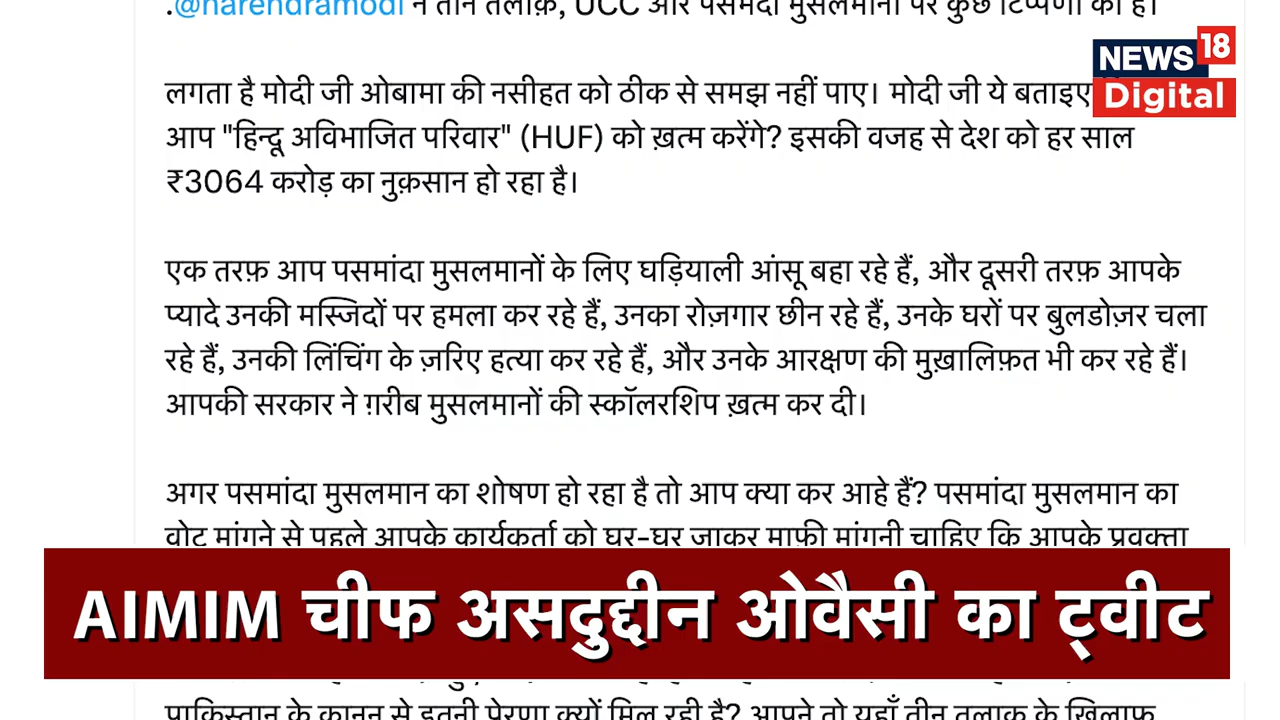 .@narendramodi ने तीन तलाक़, UCC और पसमांदा मुसलमानों पर कुछ टिप्पणी की है।
NEWS 18
Digital
लगता है मोदी जी ओबामा की नसीहत को ठीक से समझ नहीं पाए। मोदी जी ये बताइए
आप "हिन्दू अविभाजित परिवार" (HUF) को ख़त्म करेंगे? इसकी वजह से देश को हर साल
₹3064 करोड़ का नुक़सान हो रहा है।
एक तरफ़ आप पसमांदा मुसलमानों के लिए घड़ियाली आंसू बहा रहे हैं, और दूसरी तरफ़ आपके
प्यादे उनकी मस्जिदों पर हमला कर रहे हैं, उनका रोज़गार छीन रहे हैं, उनके घरों पर बुलडोज़र चला
रहे हैं, उनकी लिंचिंग के ज़रिए हत्या कर रहे हैं, और उनके आरक्षण की मुख़ालिफ़त भी कर रहे हैं।
आपकी सरकार ने ग़रीब मुसलमानों की स्कॉलरशिप ख़त्म कर दी।
अगर पसमांदा मुसलमान का शोषण हो रहा है तो आप क्या कर आहे हैं? पसमांदा मुसलमान का
वोट मांगने से पहले आपके कार्यकर्ता को घर-घर जाकर माफ़ी मांगनी चाहिए कि आपके प्रवक्ता
AIMIM चीफ असदुद्दीन ओवैसी का ट्वीट
पाकिस्तान के क़ानून से इतनी प्रेरणा क्यों मिल रही है? आपने तो यहाँ तीन तलाक़ के ख़िलाफ़